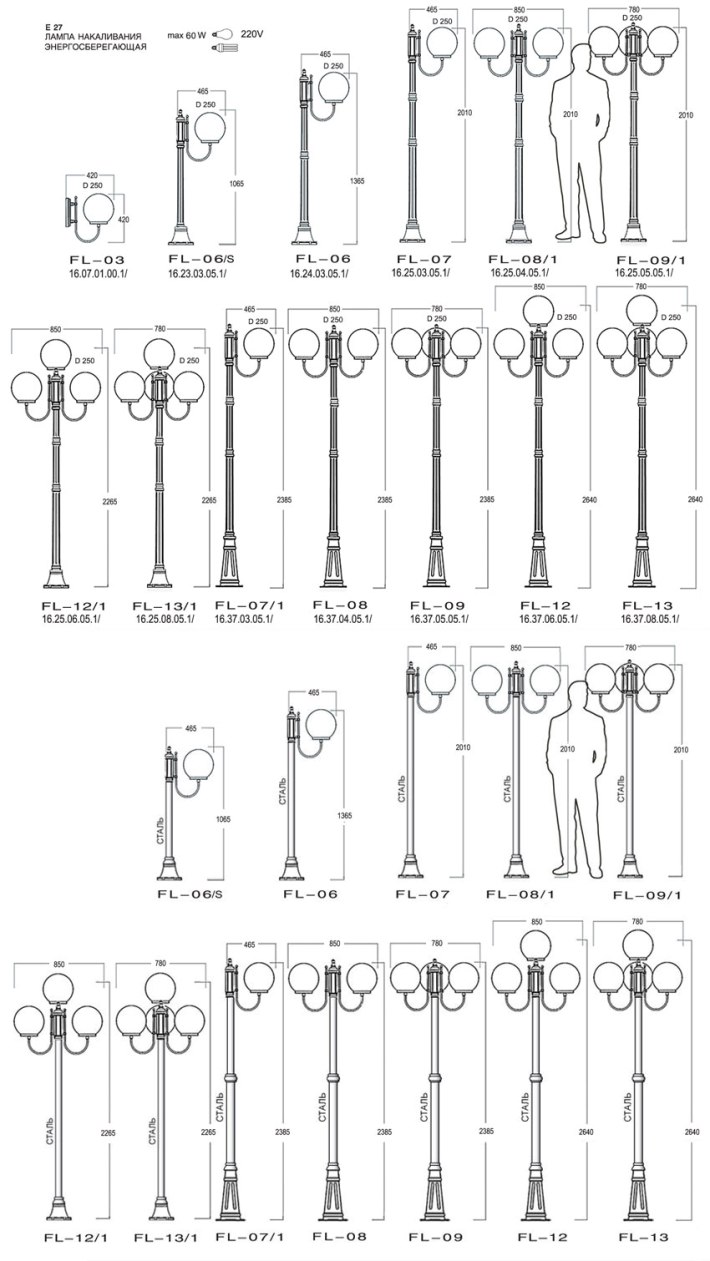 E 27
ЛАМПА НАКАЛИВАНИЯ max 60 W 220V
ЭНЕРГОСБЕРЕГАЮЩАЯ
420
D 250
420
FL-03
16.07.01.00.1/
465
D 250
1065
FL-06/S
16.23.03.05.1/
465
D 250
1365
FL-06
16.24.03.05.1/
465
D 250
2010
FL-07
16.25.03.05.1/
850
D 250
2010
FL-08/1
16.25.04.05.1/
780
D 250
2010
FL-09/1
16.25.05.05.1/
850
D 250
2265
FL-12/1
16.25.06.05.1/
780
D 250
2265
FL-13/1
16.25.08.05.1/
465
D 250
2385
FL-07/1
16.37.03.05.1/
850
D 250
2385
FL-08
16.37.04.05.1/
780
D 250
2385
FL-09
16.37.05.05.1/
850
D 250
2640
FL-12
16.37.06.05.1/
780
D 250
2640
FL-13
16.37.08.05.1/
465
СТАЛЬ
1065
FL-06/S
465
СТАЛЬ
1365
FL-06
465
СТАЛЬ
2010
FL-07
850
СТАЛЬ
2010
FL-08/1
780
СТАЛЬ
2010
FL-09/1
850
СТАЛЬ
2265
FL-12/1
780
СТАЛЬ
2265
FL-13/1
465
СТАЛЬ
2385
FL-07/1
850
СТАЛЬ
2385
FL-08
780
СТАЛЬ
2385
FL-09
850
СТАЛЬ
2640
FL-12
780
СТАЛЬ
2640
FL-13